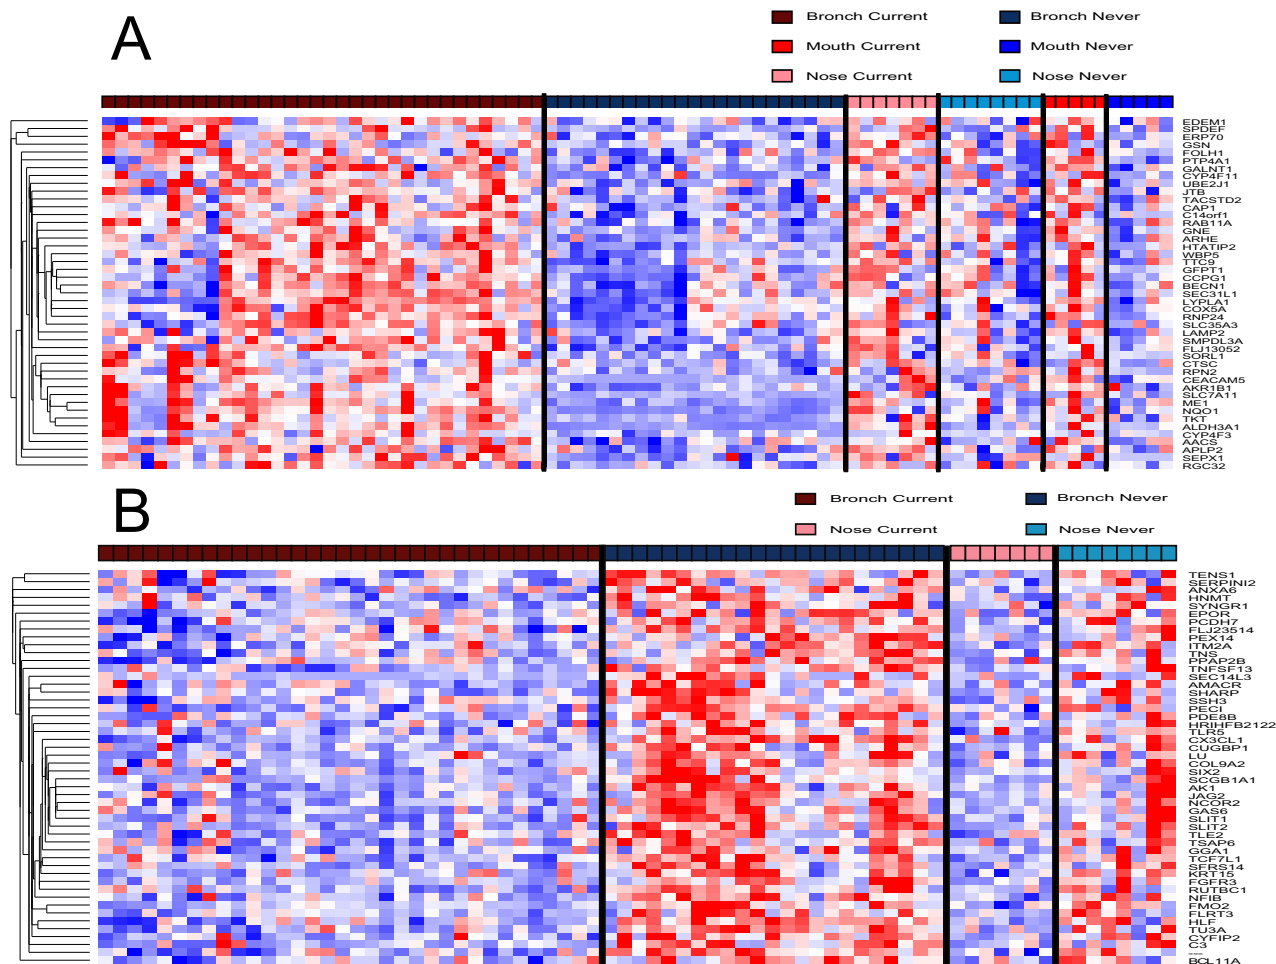 A
Bronch Current
Bronch Never
Mouth Current
Mouth Never
Nose Current
Nose Never
EDEM1
SPDEF
ERP70
GSN
FOLH1
PTP4A1
GALNT1
CYP4F11
UBE2J1
JTB
TACSTD2
CAP1
C14orf1
RAB11A
GNE
ARHE
HTATIP2
WBP5
TTC9
GFPT1
CCPG1
BECN1
SEC31L1
LYPLA1
COX5A
RNP24
SLC35A3
LAMP2
SMPDL3A
FLJ13052
SORL1
CTSC
RPN2
CEACAM5
AKR1B1
SLC7A11
ME1
NQO1
TKT
ALDH3A1
CYP4F3
AACS
APLP2
SEPX1
RGC32
B
Bronch Current
Bronch Never
Nose Current
Nose Never
TENS1
SERPINI2
ANXA6
HNMT
SYNGR1
EPOR
PCDH7
FLJ23514
PEX14
ITM2A
TNS
PPAP2B
TNFSF13
SEC14L3
AMACR
SHARP
SSH3
PECI
PDE8B
HRIHFB2122
TLR5
CX3CL1
CUGBP1
LU
COL9A2
SIX2
SCGB1A1
AK1
JAG2
NCOR2
GAS6
SLIT1
SLIT2
TLE2
TSAP6
GGA1
TCF7L1
SFRS14
KRT15
FGFR3
RUTBC1
NFIB
FMO2
FLRT3
HLF
TU3A
CYFIP2
C3
---
BCL11A